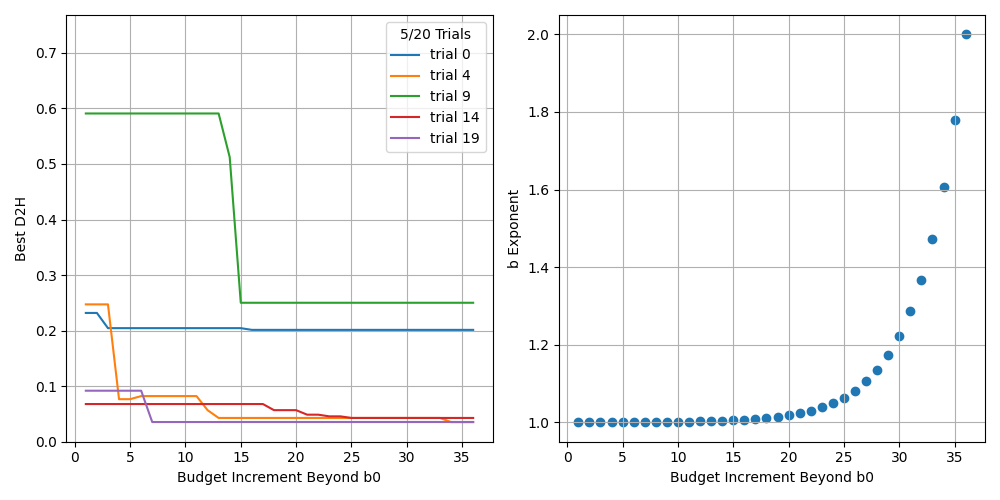 0.7
0.6
0.5
0.4
0.3
0.2
0.1
0.0
Best D2H
5/20 Trials
trial 0
trial 4
trial 9
trial 14
trial 19
0 5 10 15 20 25 30 35
Budget Increment Beyond b0
2.0
1.8
1.6
1.4
1.2
1.0
b Exponent
0 5 10 15 20 25 30 35
Budget Increment Beyond b0